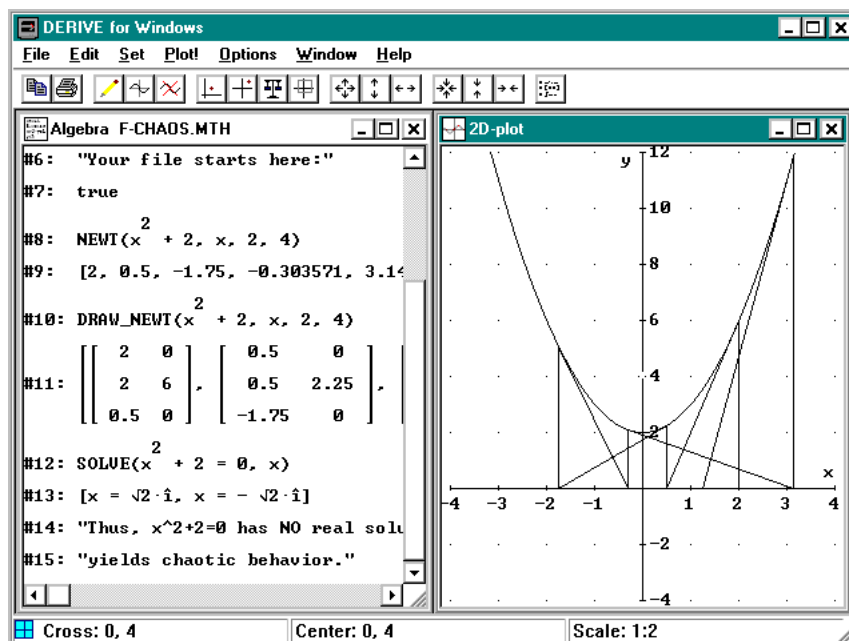 DERIVE for Windows
File Edit Set Plot! Options Window Help
Algebra F-CHAOS.MTH
#6: "Your file starts here:"
#7: true
#8: NEWT(x² + 2, x, 2, 4)
#9: [2, 0.5, -1.75, -0.303571, 3.14
#10: DRAW_NEWT(x² + 2, x, 2, 4)
#11: [[2 0] [2 6] [0.5 0]], [[0.5 0] [0.5 2.25] [-1.75 0]],
#12: SOLVE(x² + 2 = 0, x)
#13: [x = √2·î, x = - √2·î]
#14: "Thus, x^2+2=0 has NO real solu
#15: "yields chaotic behavior."
2D-plot
y
12
10
8
6
4
2
x
-4 -3 -2 -1 1 2 3 4
-2
-4
Cross: 0, 4 Center: 0, 4 Scale: 1:2